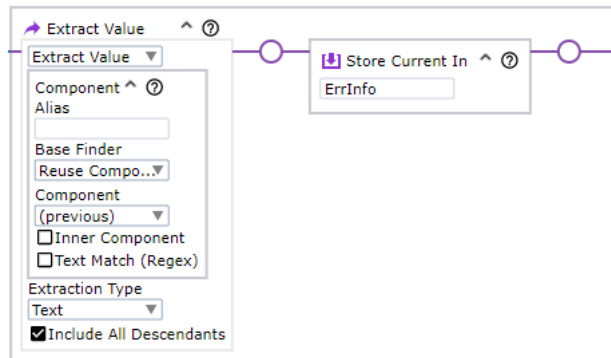 Extract Value
Extract Value
Component
Alias
Base Finder
Reuse Compo...
Component
(previous)
Inner Component
Text Match (Regex)
Extraction Type
Text
Include All Descendants
Store Current In
ErrInfo